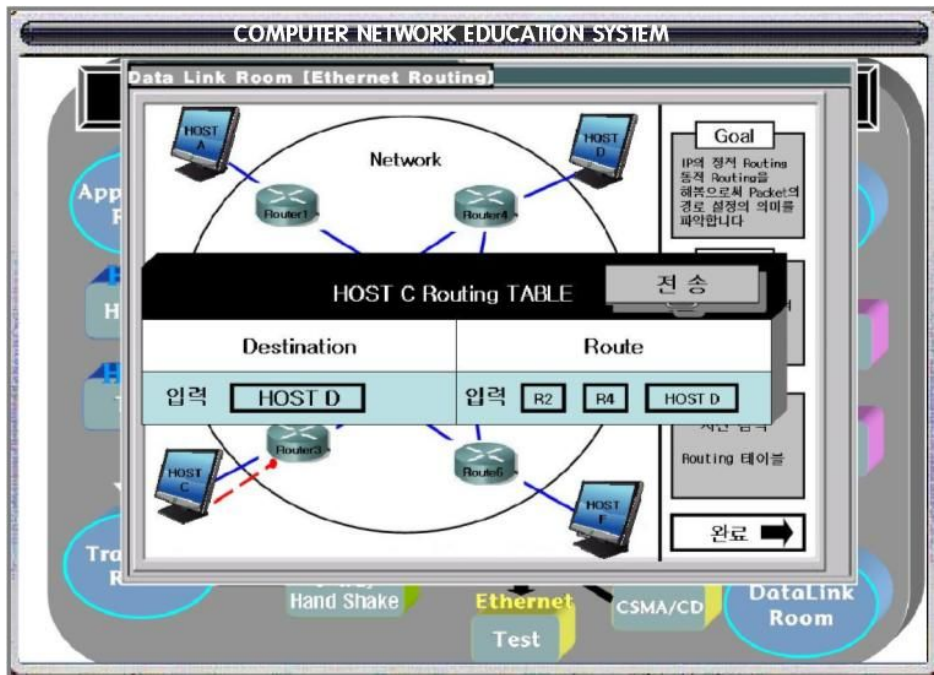 COMPUTER NETWORK EDUCATION SYSTEM
Data Link Room [Ethernet Routing]
HOST
A
HOST
D
Network
Router1
Router4
Goal
IP의 정적 Routing
동적 Routing을
해봄으로써 Packet의
경로 설정의 의미를
파악합니다
HOST C Routing TABLE
전 송
Destination
Route
입력 HOST D
입력 R2 R4 HOST D
Router3
HOST
C
HOST
F
Routing 테이블
완료
Hand Shake
Ethernet
Test
CSMA/CD
DataLink
Room